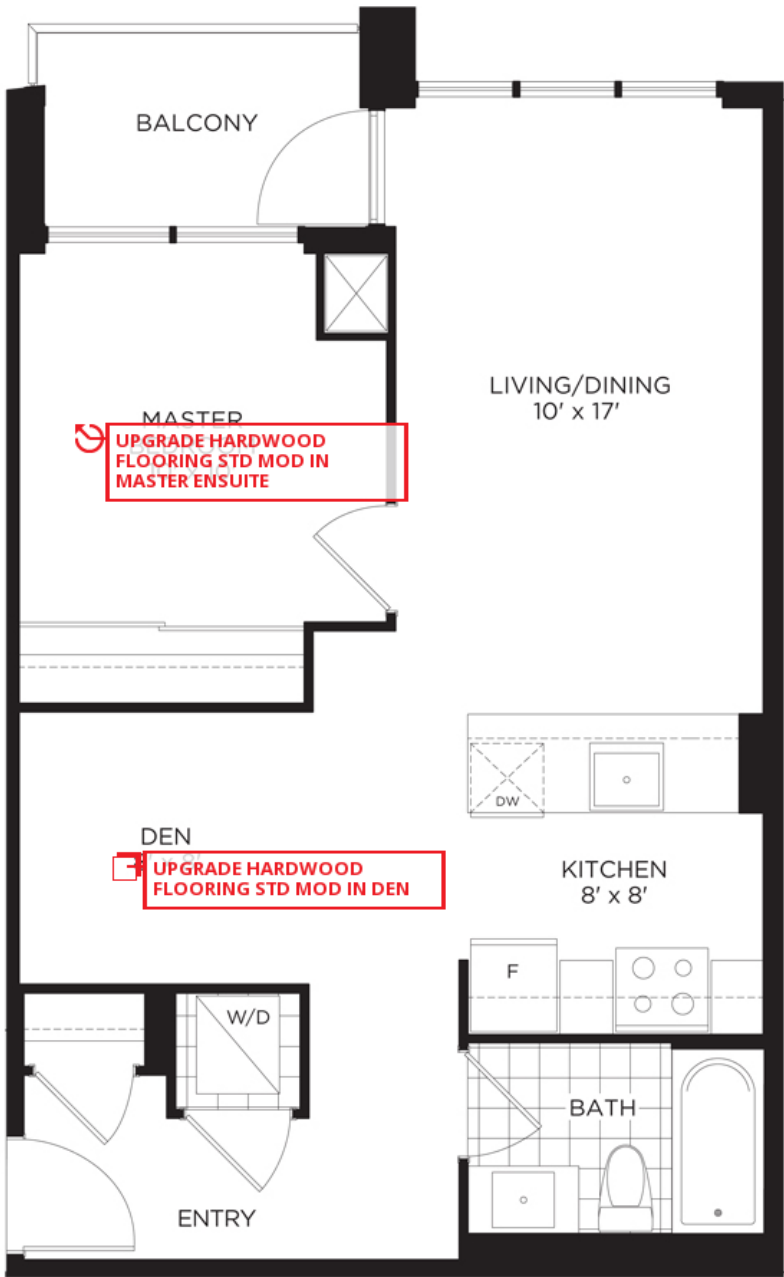 BALCONY
LIVING/DINING
10' x 17'
MASTER
BEDROOM
UPGRADE HARDWOOD
FLOORING STD MOD IN
MASTER ENSUITE
DW
DEN
UPGRADE HARDWOOD
FLOORING STD MOD IN DEN
KITCHEN
8' x 8'
F
W/D
BATH
ENTRY